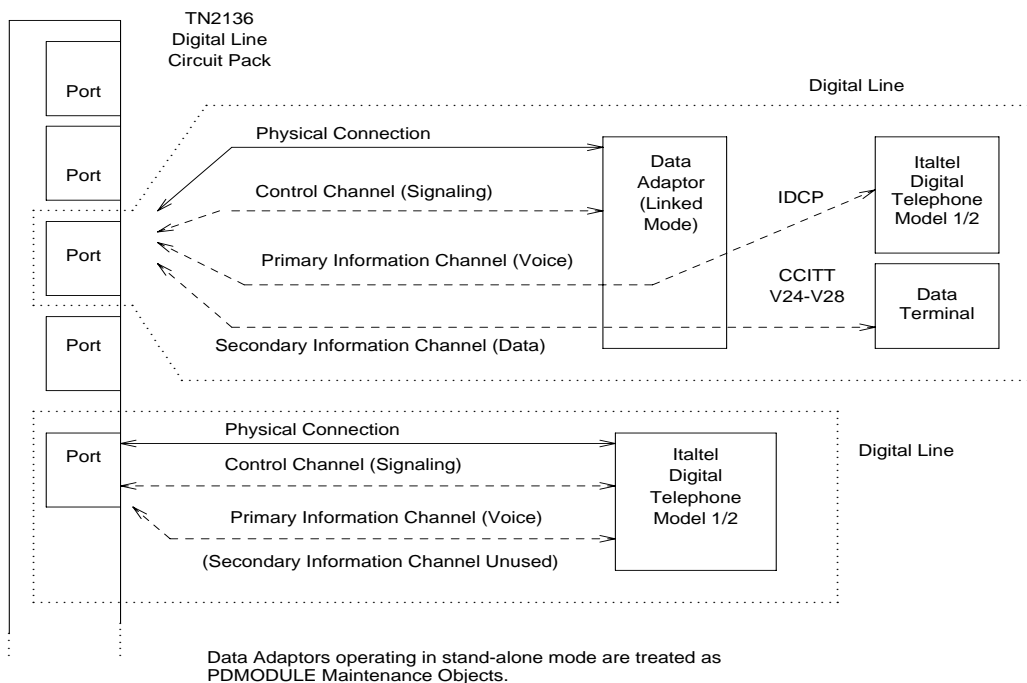 TN2136
Digital Line
Circuit Pack
Port
Port
Port
Port
Port
Digital Line
Physical Connection
Control Channel (Signaling)
Primary Information Channel (Voice)
Secondary Information Channel (Data)
Data
Adaptor
(Linked
Mode)
IDCP
CCITT
V24-V28
Italtel
Digital
Telephone
Model 1/2
Data
Terminal
Physical Connection
Control Channel (Signaling)
Primary Information Channel (Voice)
(Secondary Information Channel Unused)
Italtel
Digital
Telephone
Model 1/2
Digital Line
Data Adaptors operating in stand-alone mode are treated as
PDMODULE Maintenance Objects.